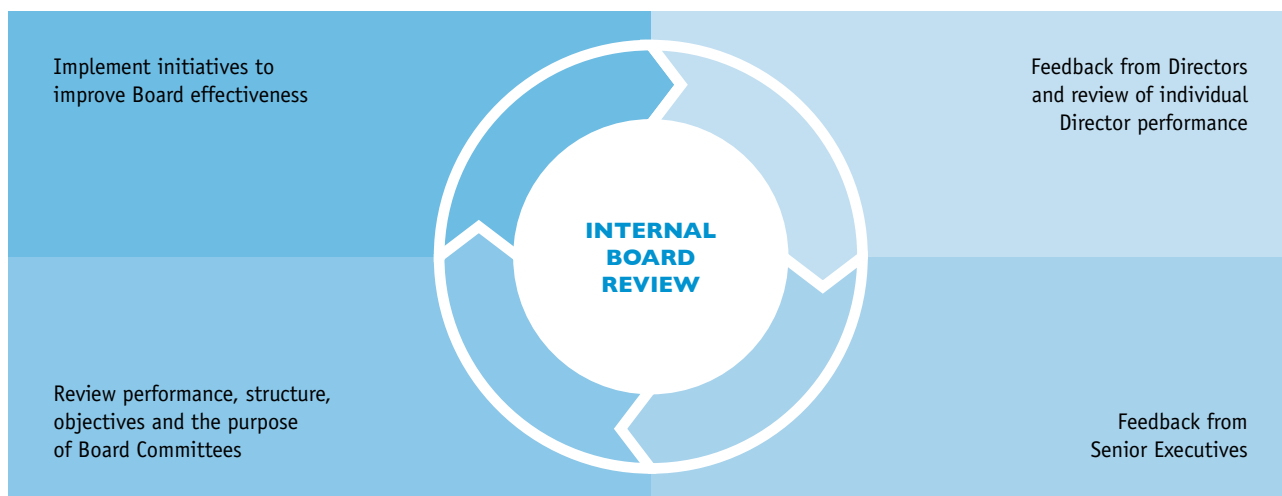 Implement initiatives to
improve Board effectiveness
Feedback from Directors
and review of individual
Director performance
INTERNAL
BOARD
REVIEW
Review performance, structure,
objectives and the purpose
of Board Committees
Feedback from
Senior Executives